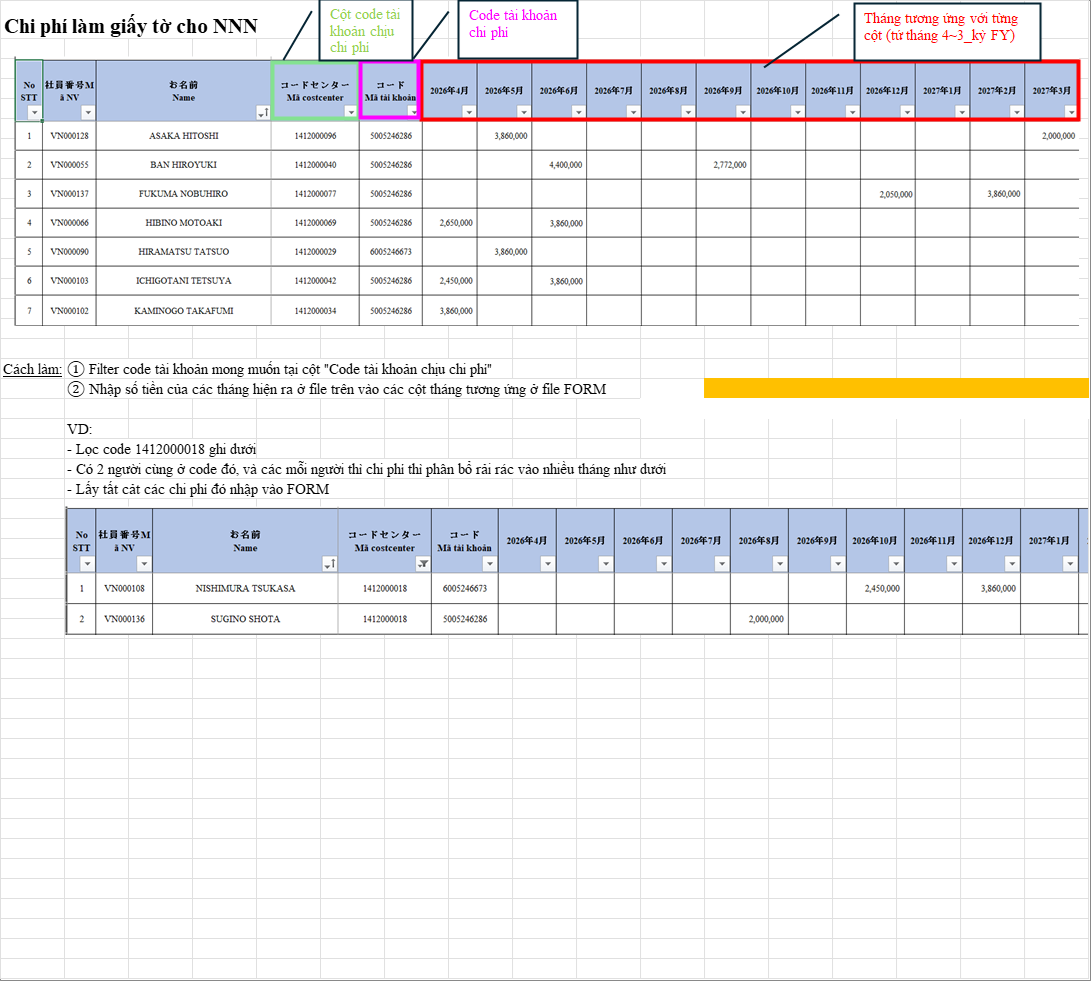 Chi phí làm giấy tờ cho NNN
Cột code tài
khoản chịu
chi phí
Code tài khoản
chi phí
Tháng tương ứng với từng
cột (từ tháng 4~3_kỳ FY)
No STT 社員番号Mã NV お名前 Name コードセンター Mã costcenter コード Mã tài khoản 2026年4月 2026年5月 2026年6月 2026年7月 2026年8月 2026年9月 2026年10月 2026年11月 2026年12月 2027年1月 2027年2月 2027年3月
1 VN000128 ASAKA HITOSHI 1412000096 5005246286 3,860,000 2,000,000
2 VN000055 BAN HIROYUKI 1412000040 5005246286 4,400,000 2,772,000
3 VN000137 FUKUMA NOBUHIRO 1412000077 5005246286 2,050,000 3,860,000
4 VN000066 HIBINO MOTOAKI 1412000069 5005246286 2,650,000 3,860,000
5 VN000090 HIRAMATSU TATSUO 1412000029 6005246673 3,860,000
6 VN000103 ICHIGOTANI TETSUYA 1412000042 5005246286 2,450,000 3,860,000
7 VN000102 KAMINOGO TAKAFUMI 1412000034 5005246286 3,860,000
Cách làm: ① Filter code tài khoản mong muốn tại cột "Code tài khoản chịu chi phí"
② Nhập số tiền của các tháng hiện ra ở file trên vào các cột tháng tương ứng ở file FORM
VD:
- Lọc code 1412000018 ghi dưới
- Có 2 người cùng ở code đó, và các mỗi người thì chi phí thì phân bổ rải rác vào nhiều tháng như dưới
- Lấy tất cát các chi phí đó nhập vào FORM
No STT 社員番号Mã NV お名前 Name コードセンター Mã costcenter コード Mã tài khoản 2026年4月 2026年5月 2026年6月 2026年7月 2026年8月 2026年9月 2026年10月 2026年11月 2026年12月 2027年1月
1 VN000108 NISHIMURA TSUKASA 1412000018 6005246673 2,450,000 3,860,000
2 VN000136 SUGINO SHOTA 1412000018 5005246286 2,000,000